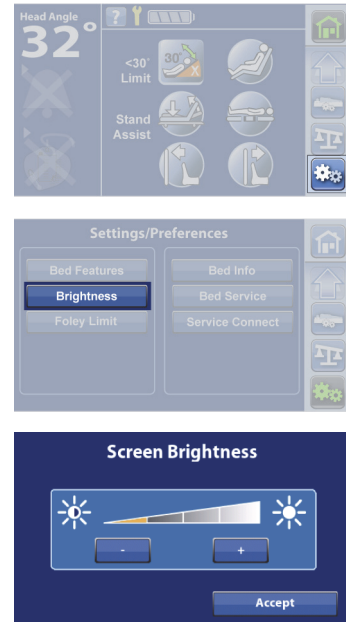 Head Angle
32°
?
<30°
Limit
30°
Stand
Assist
Settings/Preferences
Bed Features
Bed Info
Brightness
Bed Service
Foley Limit
Service Connect
Screen Brightness
- +
Accept